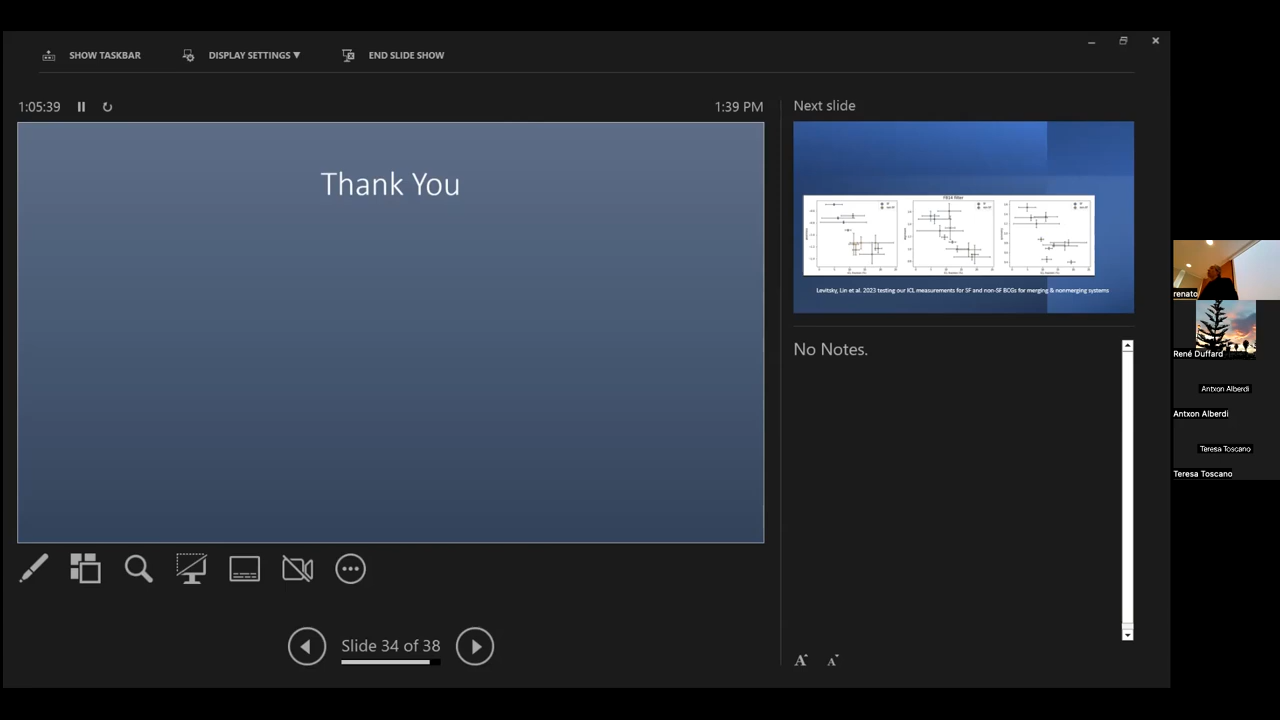 SHOW TASKBAR
DISPLAY SETTINGS ▼
END SLIDE SHOW
1:05:39
1:39 PM
Thank You
Slide 34 of 38
Next slide
F814 Filter
Levitsky, Lin et al. 2023 testing our ICL measurements for SF and non-SF BCGs for merging & nonmerging systems
No Notes.
A
A
renato
René Duffard
Antxon Alberdi
Antxon Alberdi
Teresa Toscano
Teresa Toscano